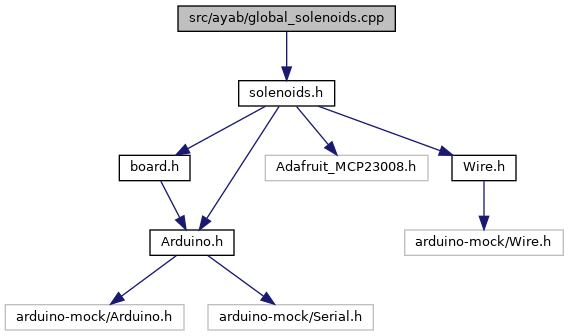 src/ayab/global_solenoids.cpp
solenoids.h
board.h
Adafruit_MCP23008.h
Wire.h
Arduino.h
arduino-mock/Wire.h
arduino-mock/Arduino.h
arduino-mock/Serial.h